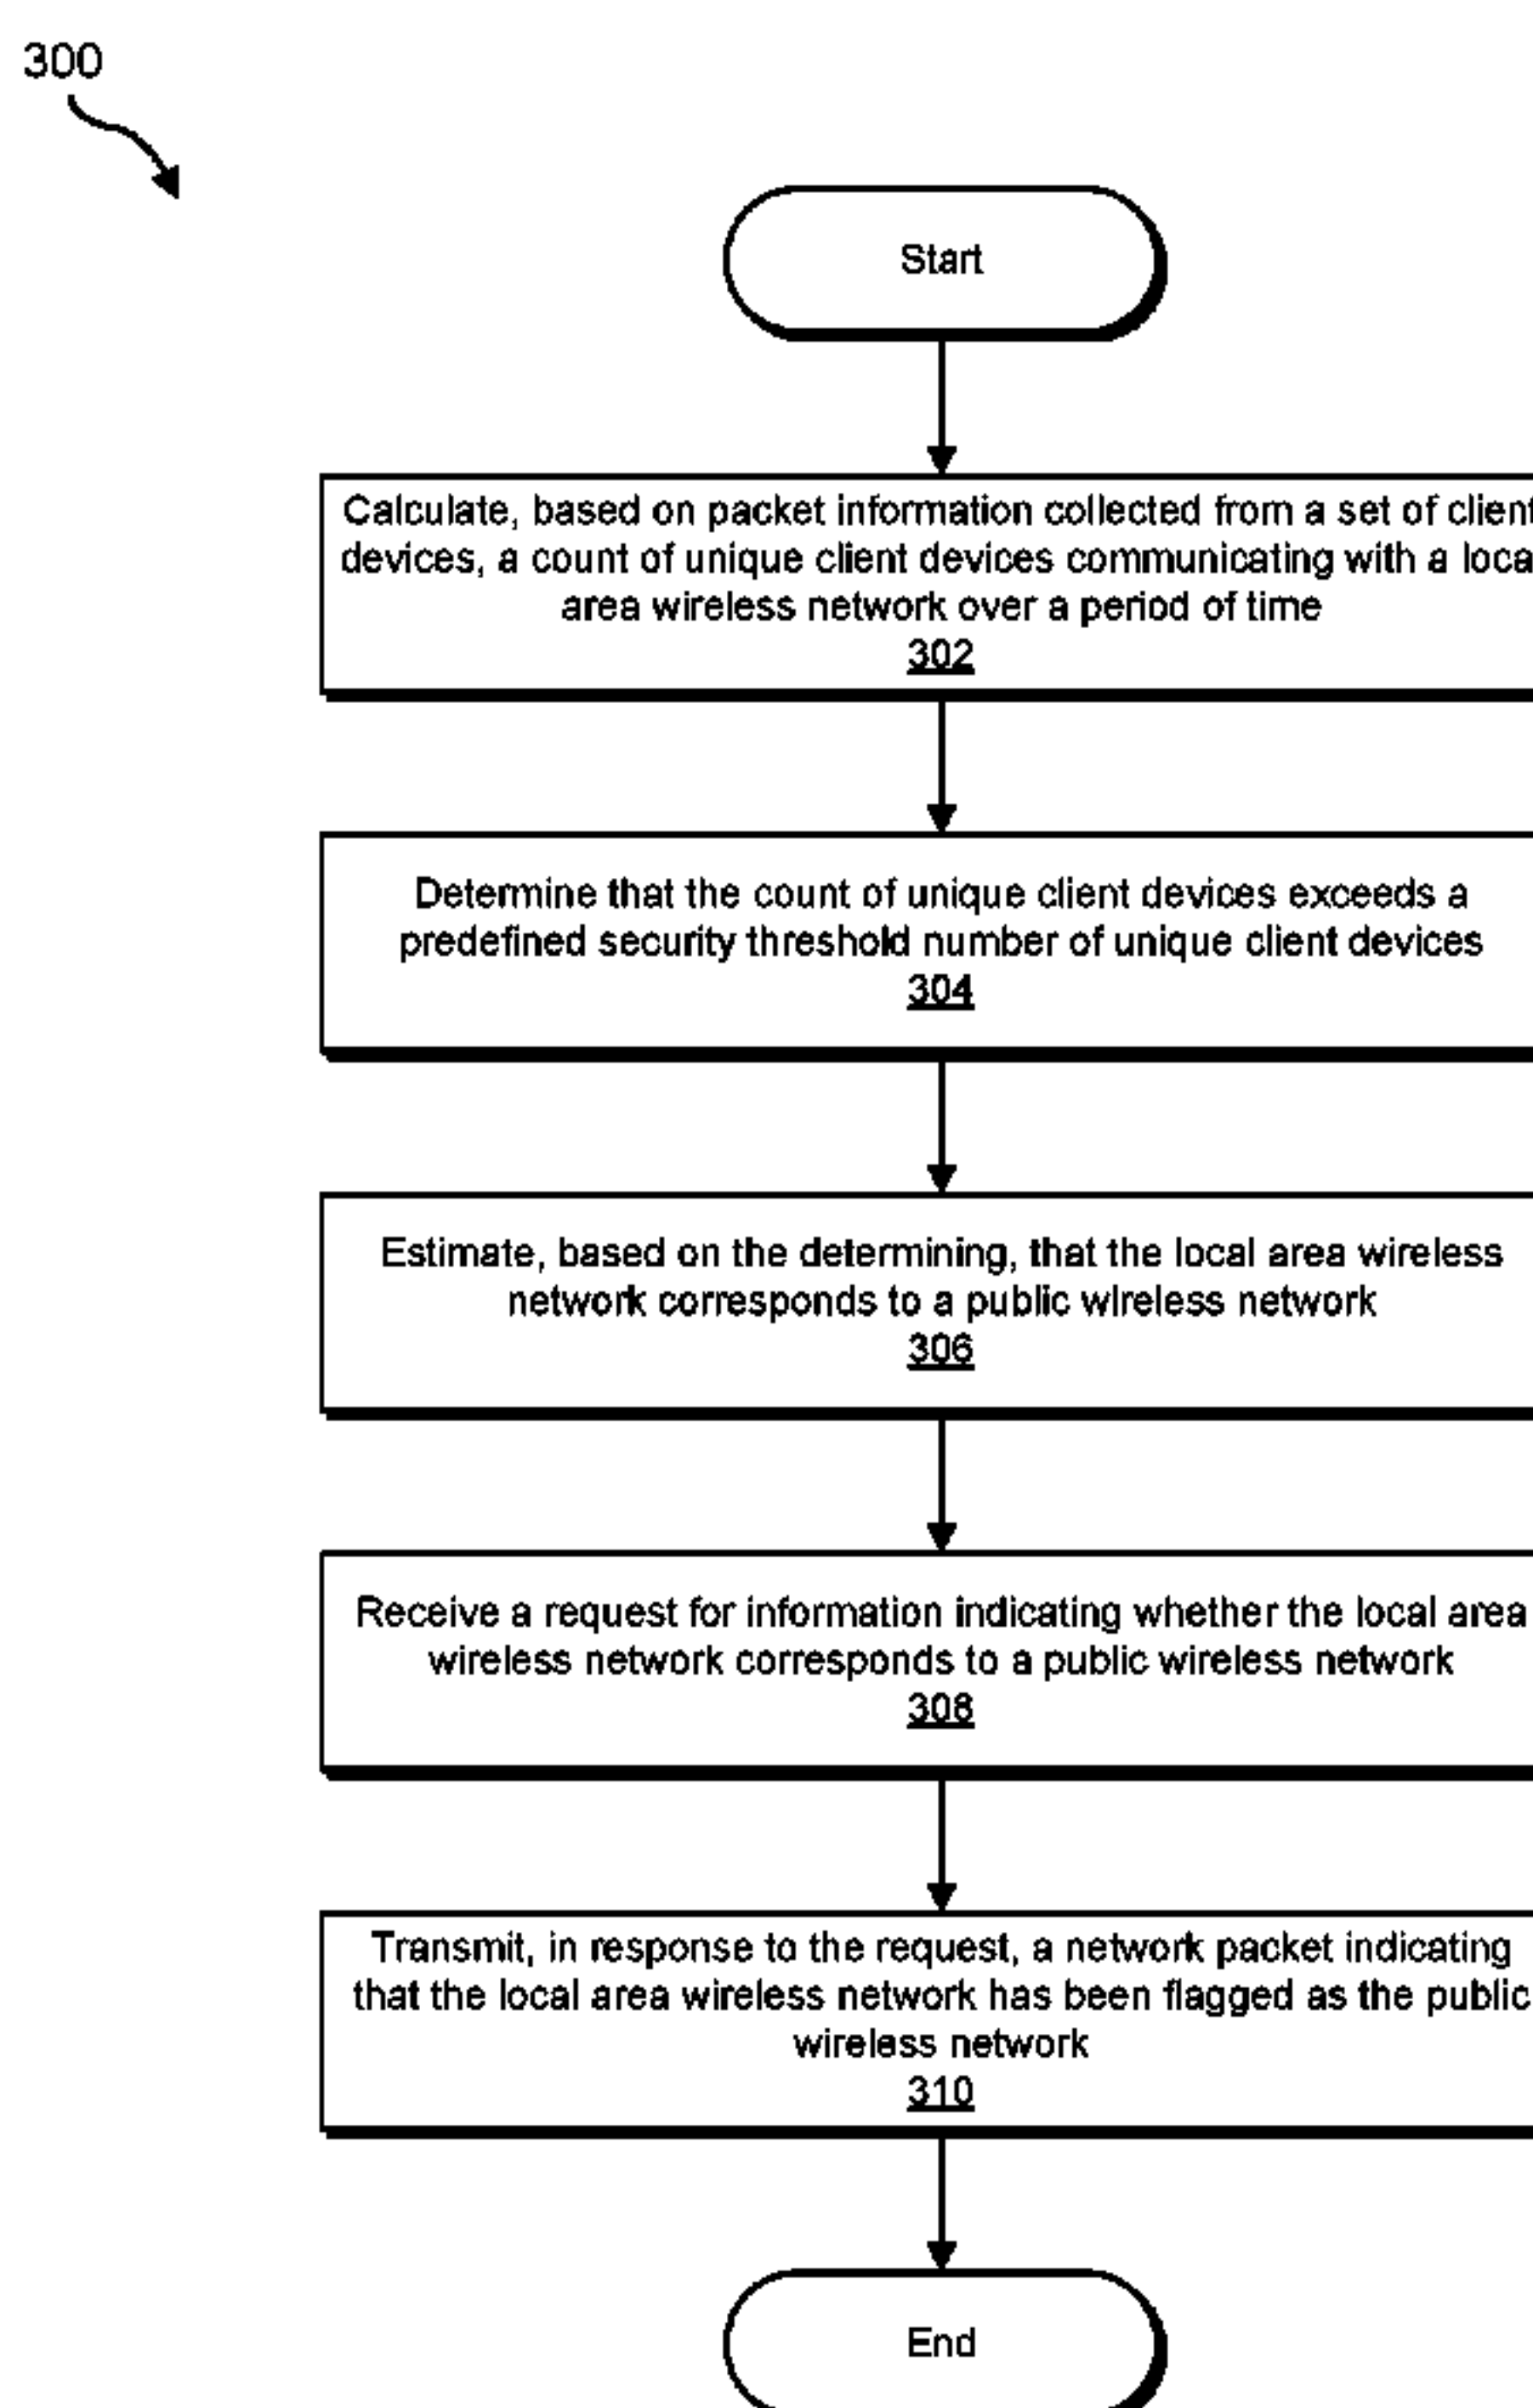 300
Start
Calculate, based on packet information collected from a set of client
devices, a count of unique client devices communicating with a loca
area wireless network over a period of time
302
Determine that the count of unique client devices exceeds a
predefined security threshold number of unique client devices
304
Estimate, based on the determining, that the local area wireless
network corresponds to a public wireless network
306
Receive a request for information indicating whether the local area
wireless network corresponds to a public wireless network
308
Transmit, in response to the request, a network packet indicating
that the local area wireless network has been flagged as the public
wireless network
310
End